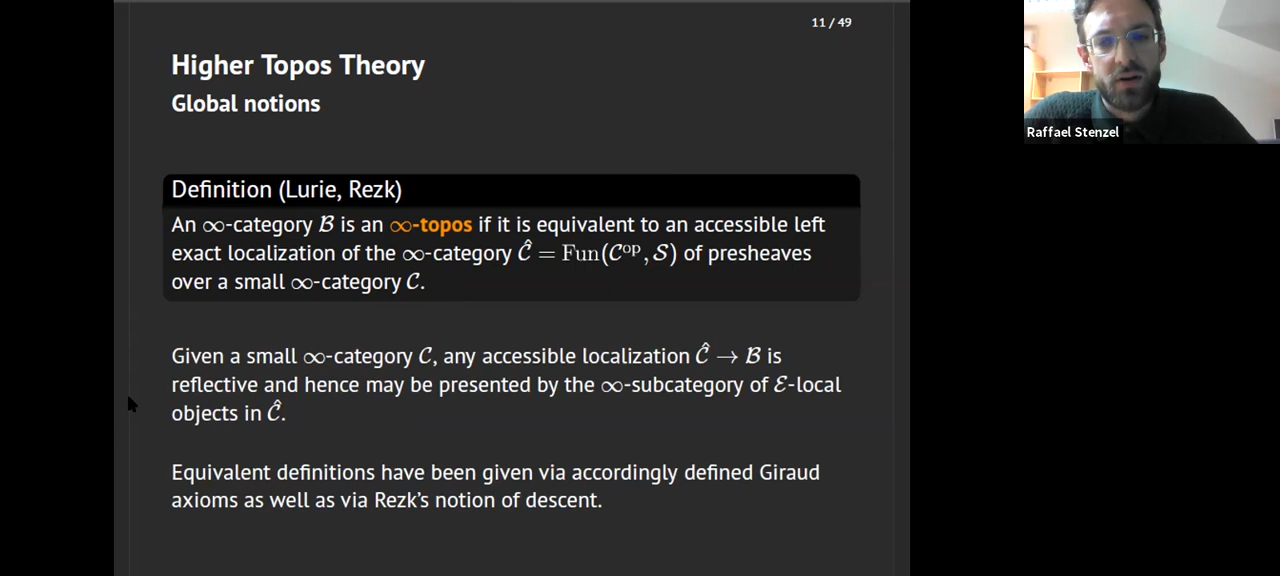 11 / 49
Higher Topos Theory
Global notions
Definition (Lurie, Rezk)
An ∞-category ℬ is an ∞-topos if it is equivalent to an accessible left
exact localization of the ∞-category 𝒞̂ = Fun(𝒞ᵒᵖ, 𝒮) of presheaves
over a small ∞-category 𝒞.
Given a small ∞-category 𝒞, any accessible localization 𝒞̂ → ℬ is
reflective and hence may be presented by the ∞-subcategory of ℰ-local
objects in 𝒞̂.
Equivalent definitions have been given via accordingly defined Giraud
axioms as well as via Rezk's notion of descent.
Raffael Stenzel